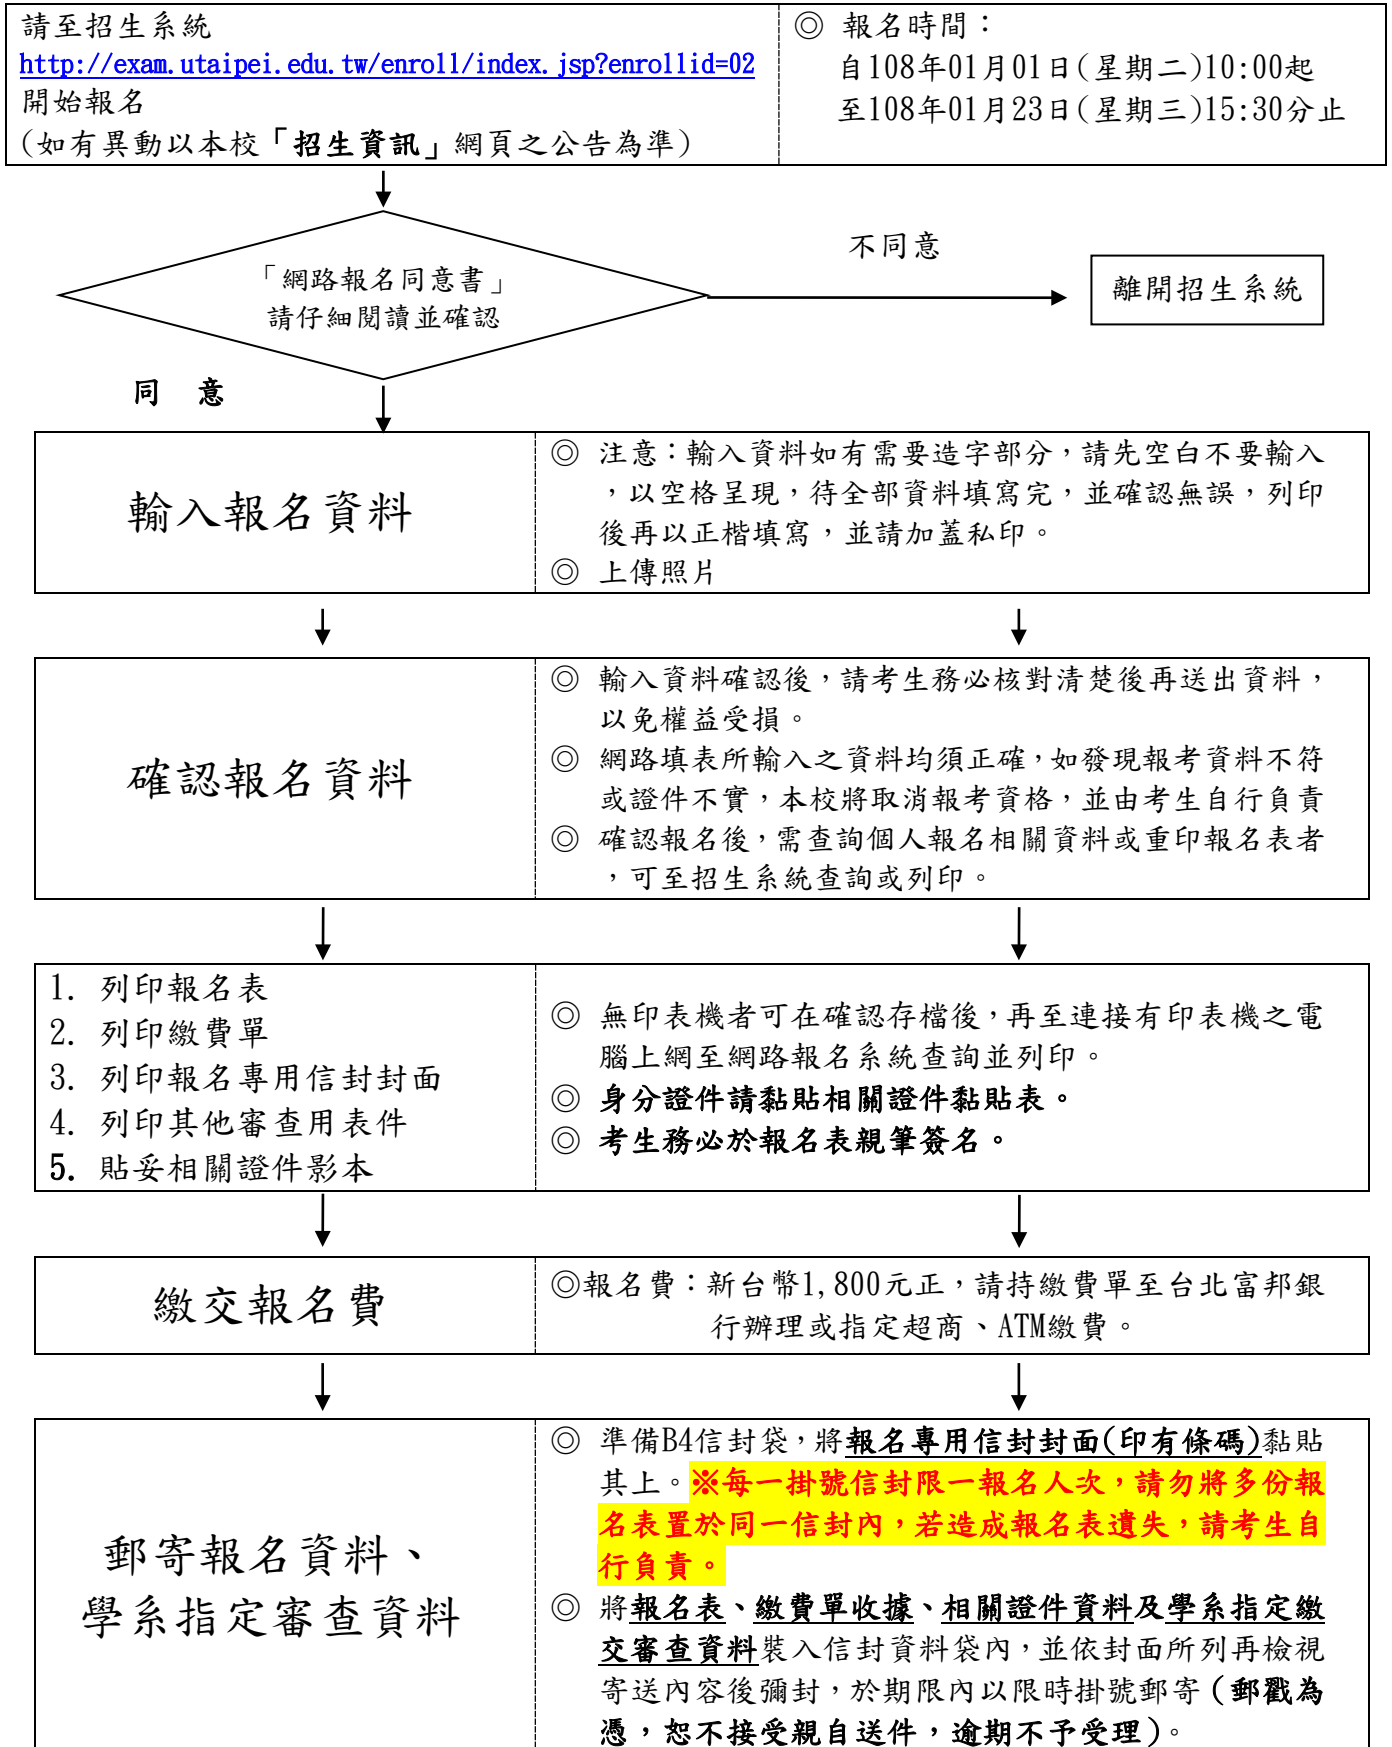 請至招生系統
http://exam.utaipei.edu.tw/enroll/index.jsp?enrollid=02
開始報名
(如有異動以本校「招生資訊」網頁之公告為準)
◎ 報名時間：
自108年01月01日(星期二)10:00起
至108年01月23日(星期三)15:30分止
「網路報名同意書」
請仔細閱讀並確認
不同意
離開招生系統
同 意
輸入報名資料
◎ 注意：輸入資料如有需要造字部分，請先空白不要輸入
，以空格呈現，待全部資料填寫完，並確認無誤，列印
後再以正楷填寫，並請加蓋私印。
◎ 上傳照片
確認報名資料
◎ 輸入資料確認後，請考生務必核對清楚後再送出資料，
以免權益受損。
◎ 網路填表所輸入之資料均須正確，如發現報考資料不符
或證件不實，本校將取消報考資格，並由考生自行負責
◎ 確認報名後，需查詢個人報名相關資料或重印報名表者
，可至招生系統查詢或列印。
1. 列印報名表
2. 列印繳費單
3. 列印報名專用信封封面
4. 列印其他審查用表件
5. 貼妥相關證件影本
◎ 無印表機者可在確認存檔後，再至連接有印表機之電
腦上網至網路報名系統查詢並列印。
◎ 身分證件請黏貼相關證件黏貼表。
◎ 考生務必於報名表親筆簽名。
繳交報名費
◎報名費：新台幣1,800元正，請持繳費單至台北富邦銀
行辦理或指定超商、ATM繳費。
郵寄報名資料、
學系指定審查資料
◎ 準備B4信封袋，將報名專用信封封面(印有條碼)黏貼
其上。※每一掛號信封限一報名人次，請勿將多份報
名表置於同一信封內，若造成報名表遺失，請考生自
行負責。
◎ 將報名表、繳費單收據、相關證件資料及學系指定繳
交審查資料裝入信封資料袋內，並依封面所列再檢視
寄送內容後彌封，於期限內以限時掛號郵寄(郵戳為
憑，恕不接受親自送件，逾期不予受理)。